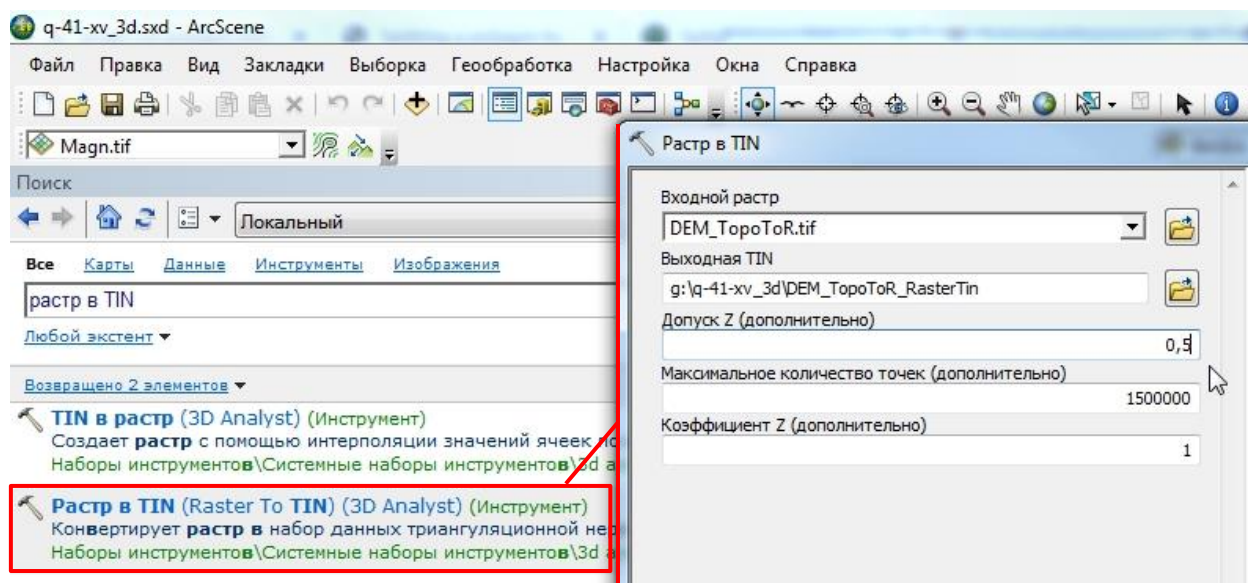 q-41-xv_3d.sxd - ArcScene
Файл Правка Вид Закладки Выборка Геообработка Настройка Окна Справка
Magn.tif
Поиск
Локальный
Все Карты Данные Инструменты Изображения
растр в TIN
Любой экстент
Возвращено 2 элементов
TIN в растр (3D Analyst) (Инструмент)
Создает растр с помощью интерполяции значений ячеек
Наборы инструментов\Системные наборы инструментов\3d
Растр в TIN (Raster To TIN) (3D Analyst) (Инструмент)
Конвертирует растр в набор данных триангуляционной
Наборы инструментов\Системные наборы инструментов\3d
Растр в TIN
Входной растр
DEM_TopoToR.tif
Выходная TIN
g:\q-41-xv_3d\DEM_TopoToR_RasterTin
Допуск Z (дополнительно)
0,5
Максимальное количество точек (дополнительно)
1500000
Коэффициент Z (дополнительно)
1